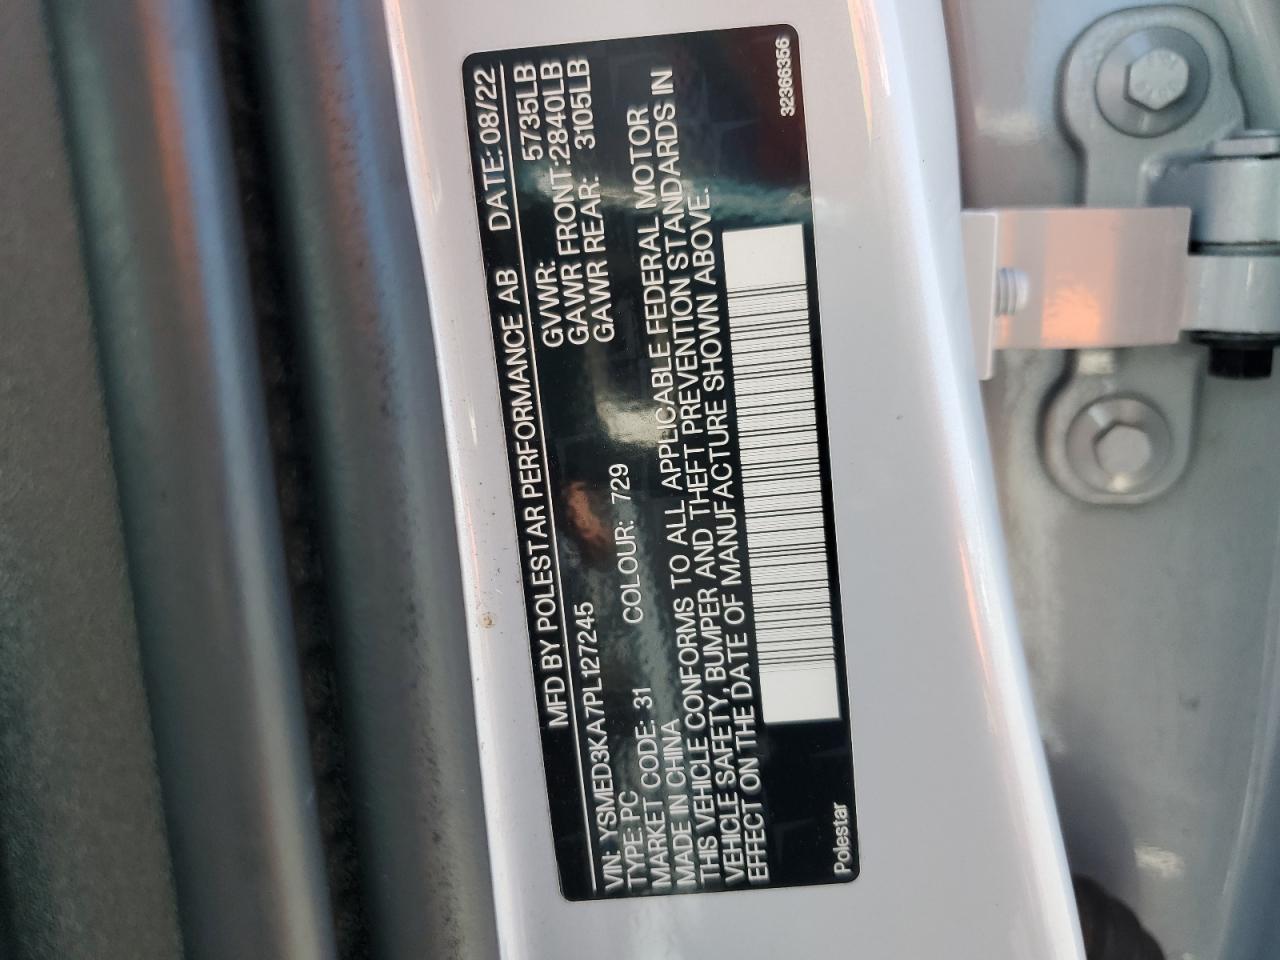 MFD BY POLESTAR PERFORMANCE AB DATE: 08/22
VIN: YSMED3KA7PL127245 GVWR: 5735LB
TYPE: PC GAWR FRONT:2840LB
MARKET CODE: 31 COLOUR: 729 GAWR REAR: 3105LB
MADE IN CHINA
THIS VEHICLE CONFORMS TO ALL APPLICABLE FEDERAL MOTOR
VEHICLE SAFETY, BUMPER AND THEFT PREVENTION STANDARDS IN
EFFECT ON THE DATE OF MANUFACTURE SHOWN ABOVE.
Polestar 32366356